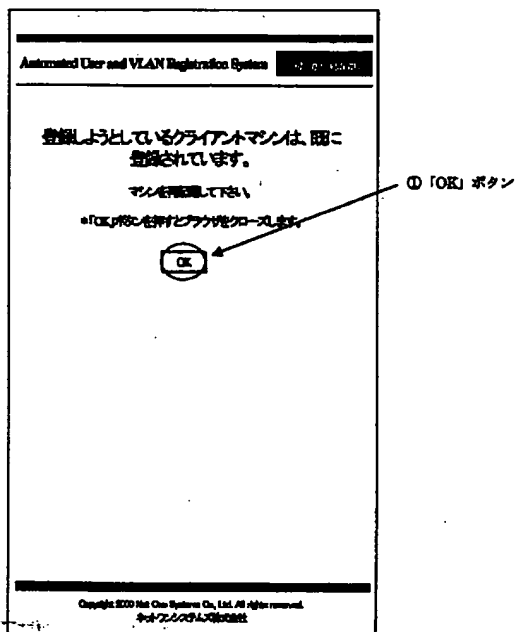 Automated User and VLAN Registration System
登録しようとしているクライアントマシンは、既に
登録されています。
マシンを再起動して下さい。
*「OK」ボタンを押すとブラウザをクローズします。
OK
① 「OK」ボタン
Copyright 2000 Net One Systems Co., Ltd. All rights reserved.
ネットワンシステムズ株式会社